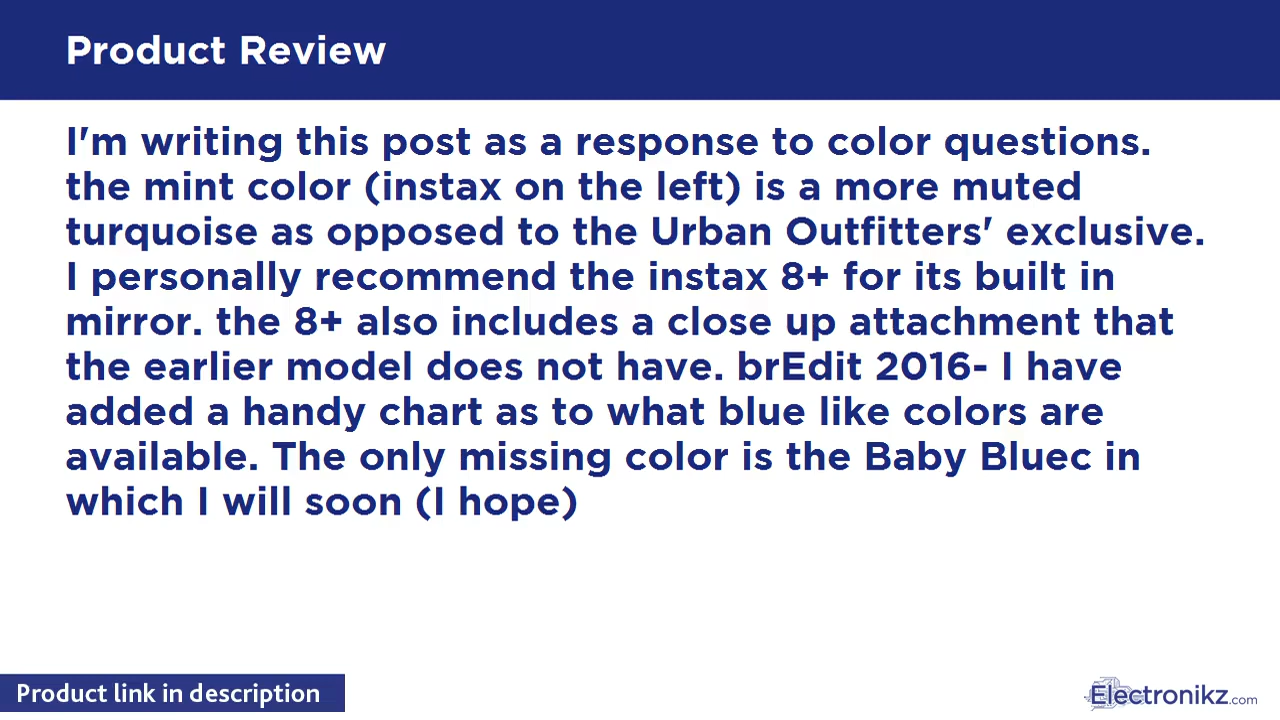 Product Review
I'm writing this post as a response to color questions.
the mint color (instax on the left) is a more muted
turquoise as opposed to the Urban Outfitters' exclusive.
I personally recommend the instax 8+ for its built in
mirror. the 8+ also includes a close up attachment that
the earlier model does not have. brEdit 2016- I have
added a handy chart as to what blue like colors are
available. The only missing color is the Baby Bluec in
which I will soon (I hope)
Product link in description
Electronikz.com